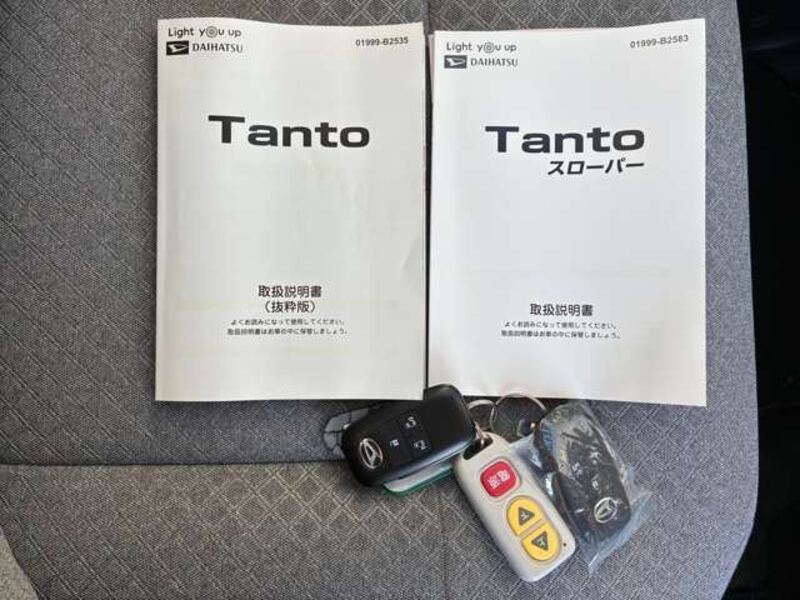 Light you up
DAIHATSU
01999-B2535
Tanto
取扱説明書
（抜粋版）
よくお読みになって使用してください。
取扱説明書はお車の中に保管しましょう。
Light you up
DAIHATSU
01999-B2583
Tanto
スローパー
取扱説明書
よくお読みになって使用してください。
取扱説明書はお車の中に保管しましょう。
電源